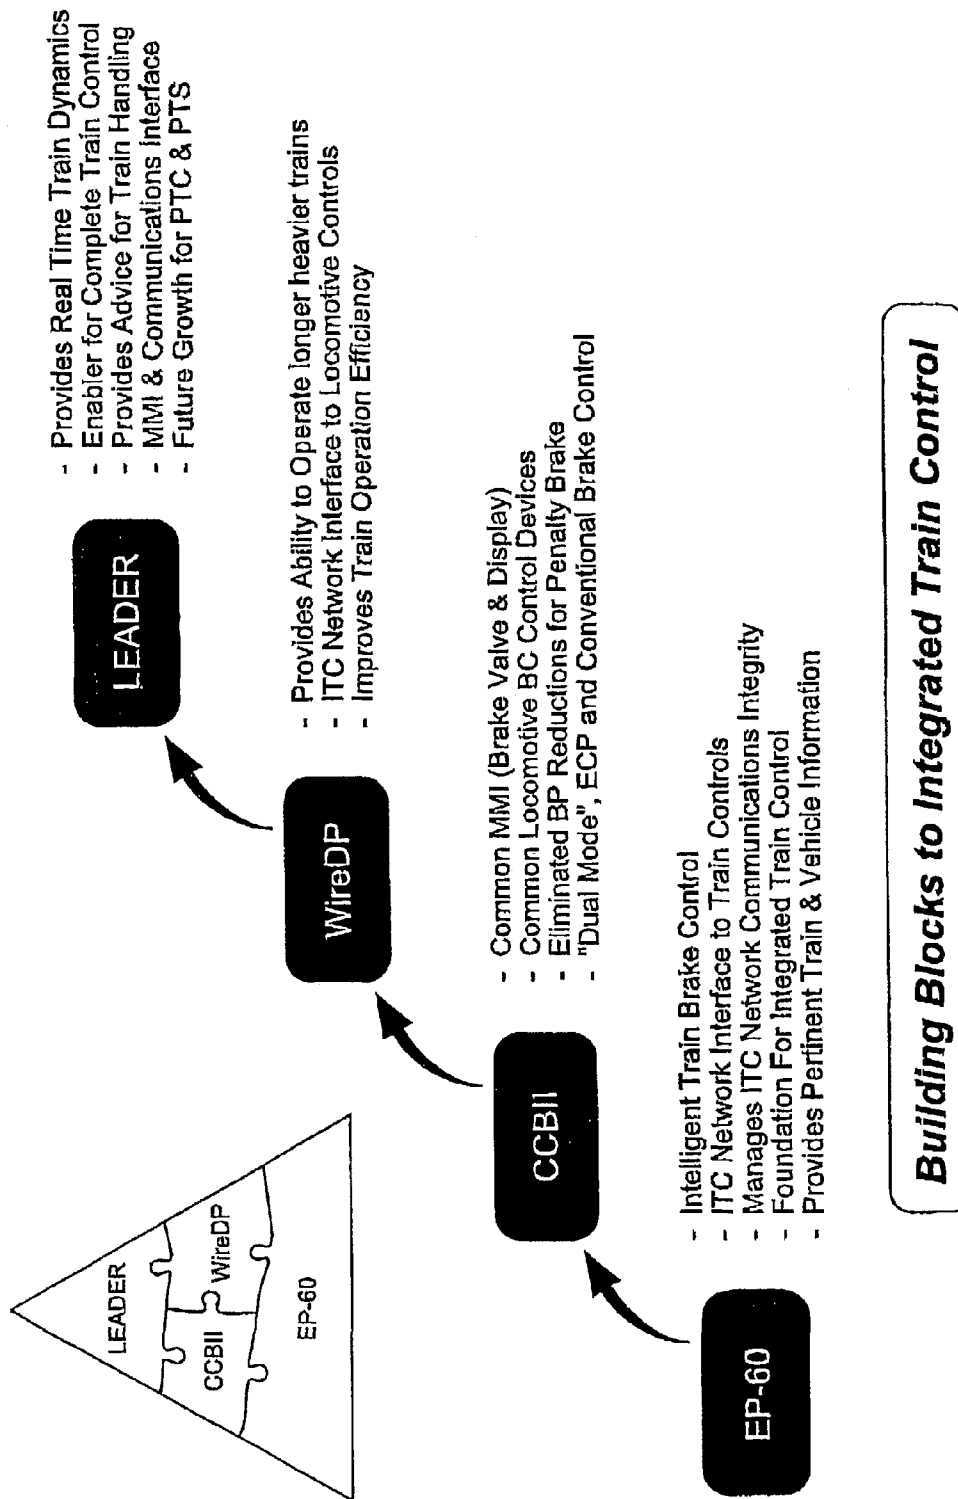 LEADER
CCBII
WireDP
EP-60
LEADER
- Provides Real Time Train Dynamics
- Enabler for Complete Train Control
- Provides Advice for Train Handling
- MMI & Communications Interface
- Future Growth for PTC & PTS
WireDP
- Provides Ability to Operate longer heavier trains
- ITC Network Interface to Locomotive Controls
- Improves Train Operation Efficiency
CCBII
- Common MMI (Brake Valve & Display)
- Common Locomotive BC Control Devices
- Eliminated BP Reductions for Penalty Brake
- "Dual Mode", ECP and Conventional Brake Control
EP-60
- Intelligent Train Brake Control
- ITC Network Interface to Train Controls
- Manages ITC Network Communications Integrity
- Foundation For Integrated Train Control
- Provides Pertinent Train & Vehicle Information
Building Blocks to Integrated Train Control